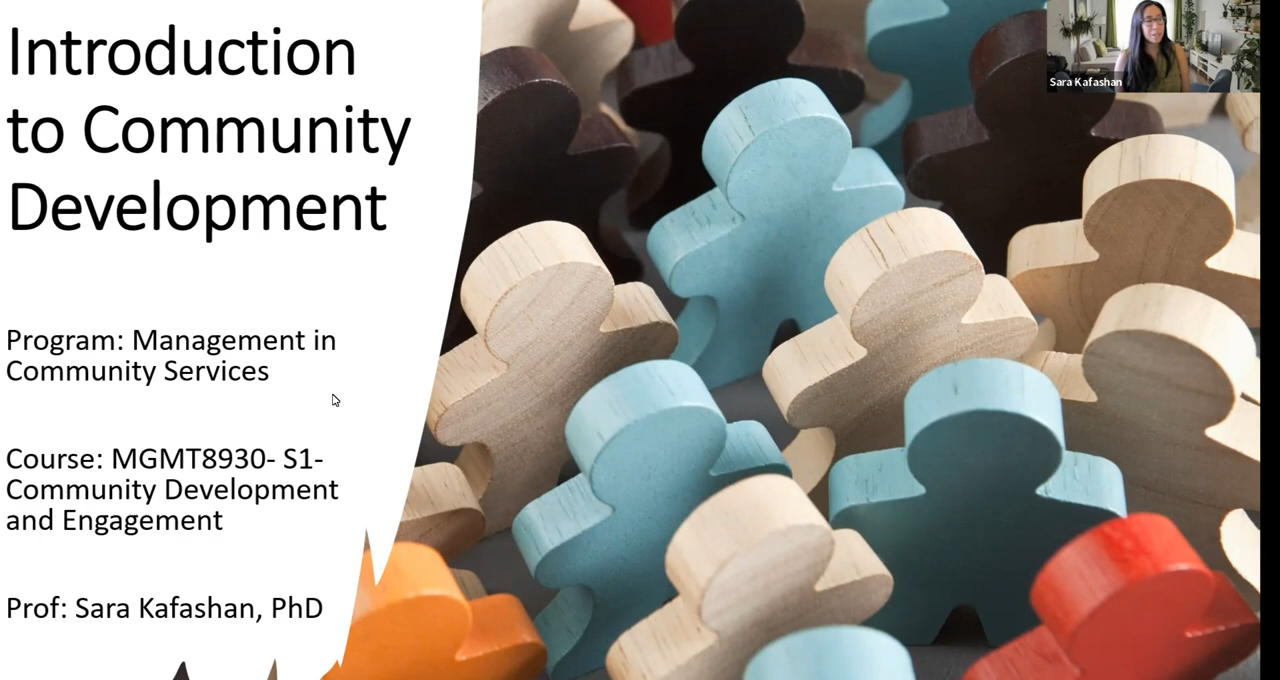 Introduction
to Community
Development
Program: Management in
Community Services
Course: MGMT8930- S1-
Community Development
and Engagement
Prof: Sara Kafashan, PhD
Sara Kafashan